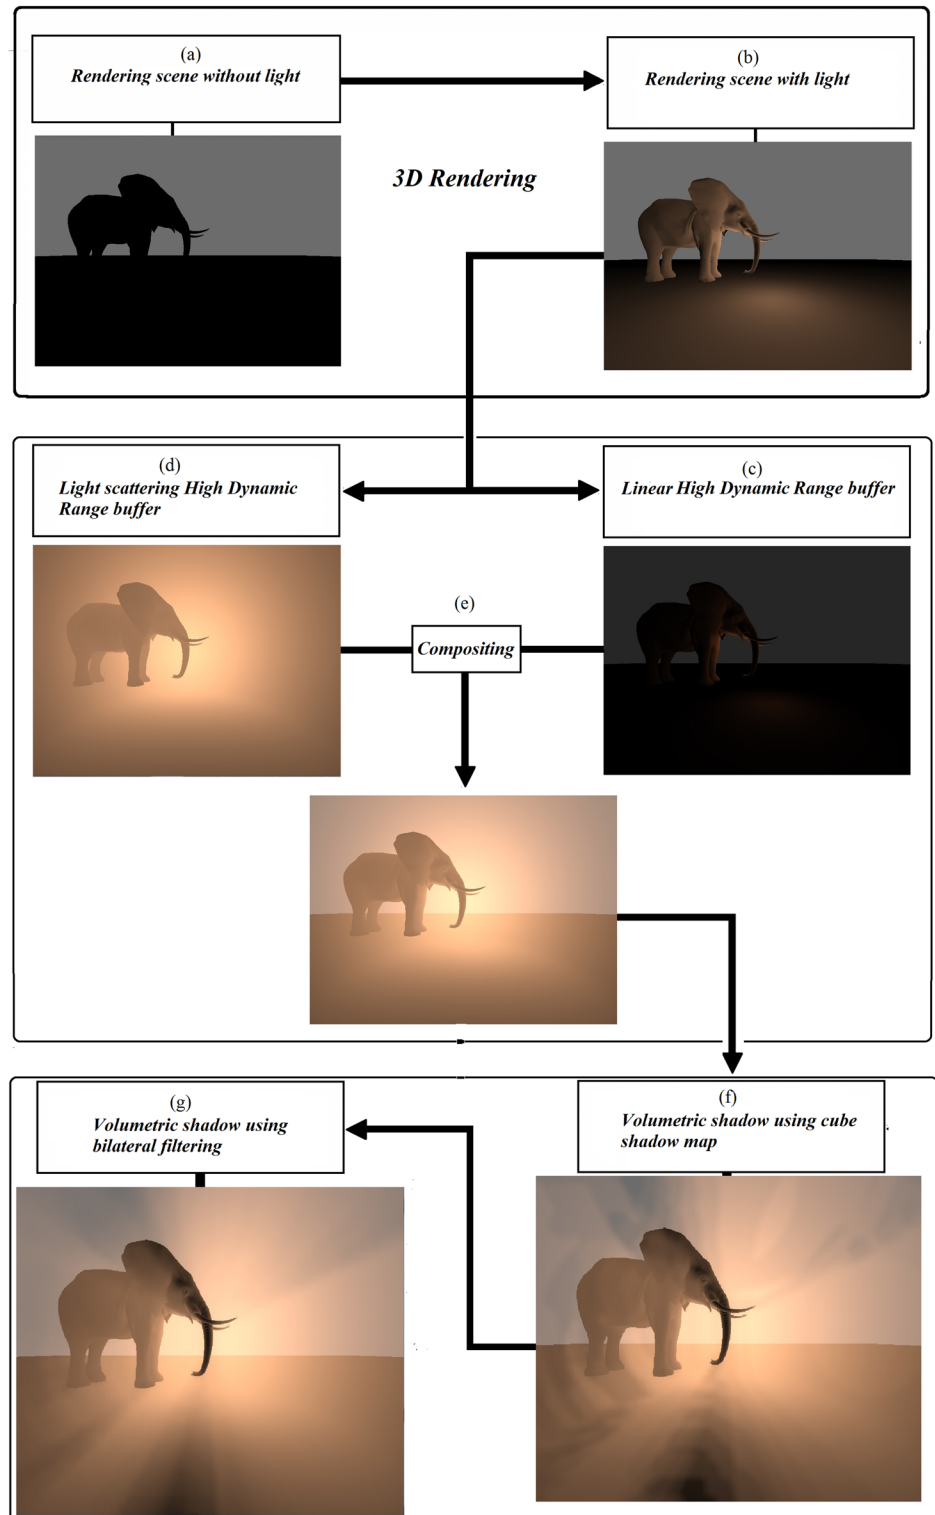 (a)
Rendering scene without light
(b)
Rendering scene with light
3D Rendering
(d)
Light scattering High Dynamic
Range buffer
(c)
Linear High Dynamic Range buffer
(e)
Compositing
(g)
Volumetric shadow using
bilateral filtering
(f)
Volumetric shadow using cube
shadow map